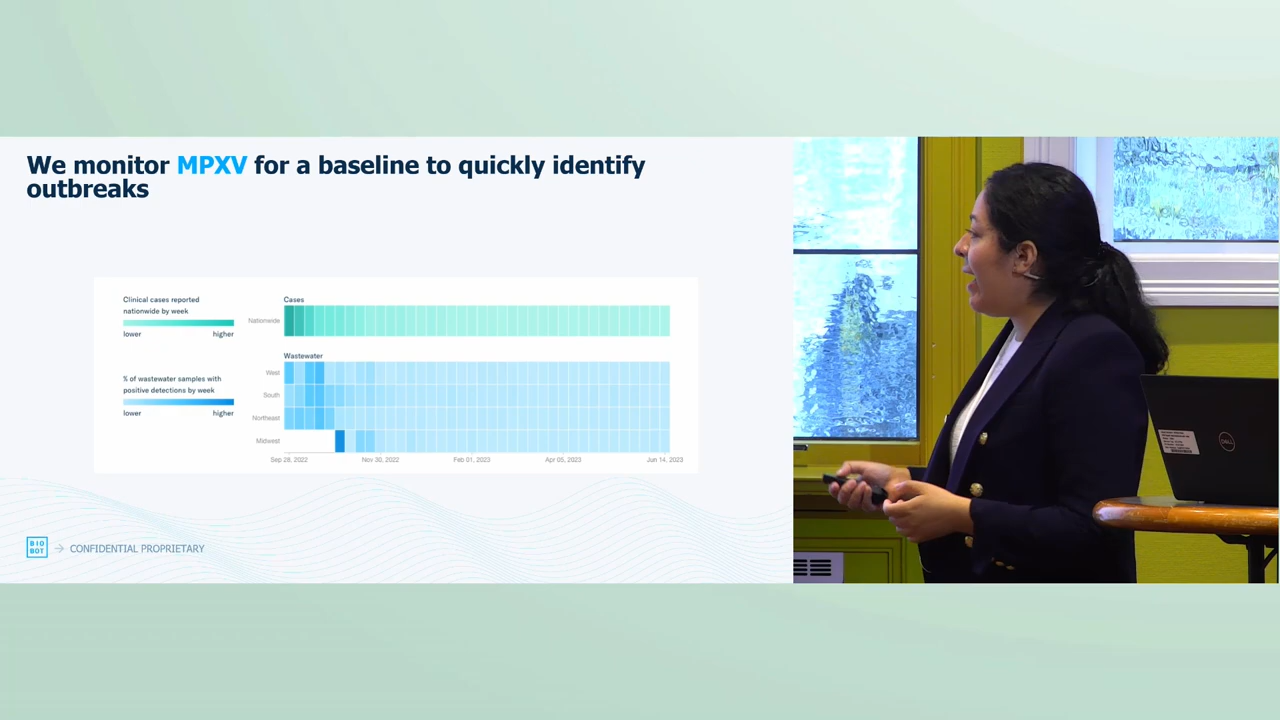 We monitor MPXV for a baseline to quickly identify
outbreaks
Clinical cases reported
nationwide by week
lower higher
% of wastewater samples with
positive detections by week
lower higher
Cases
Nationwide
Wastewater
West
South
Northeast
Midwest
Sep 28, 2022 Nov 30, 2022 Feb 01, 2023 Apr 05, 2023 Jun 14, 2023
BIO
BOT
→ CONFIDENTIAL PROPRIETARY
DELL